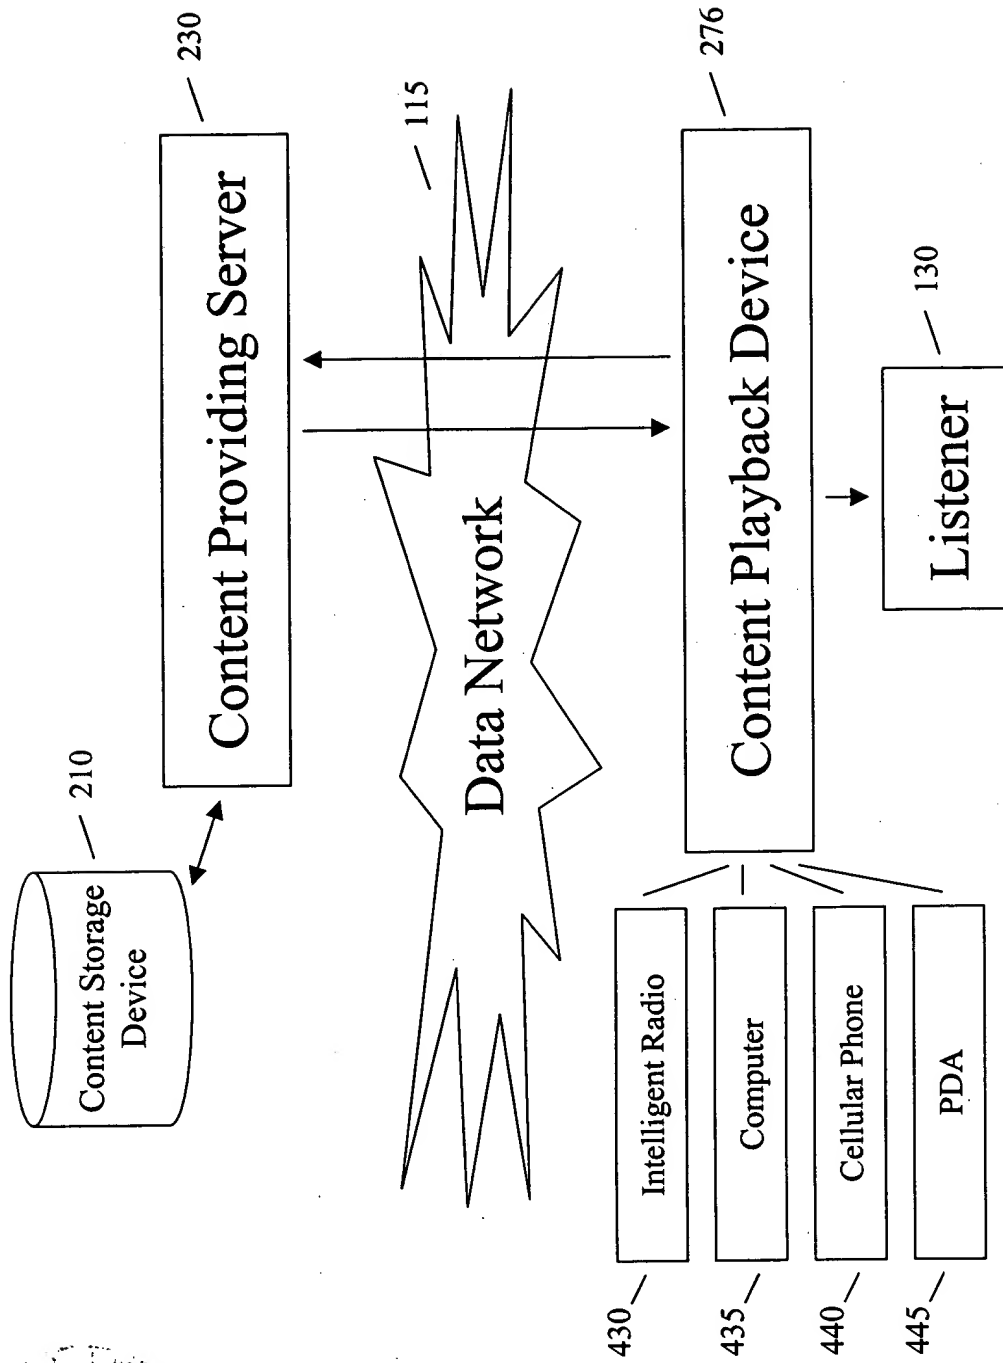 210
Content Storage
Device
230
Content Providing Server
115
Data Network
276
Content Playback Device
430
Intelligent Radio
435
Computer
440
Cellular Phone
445
PDA
130
Listener